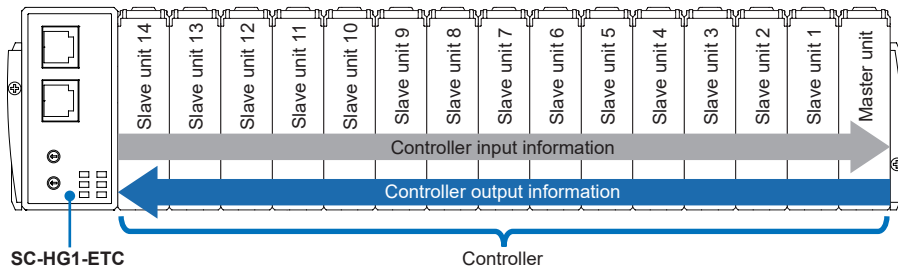 Slave unit 14
Slave unit 13
Slave unit 12
Slave unit 11
Slave unit 10
Slave unit 9
Slave unit 8
Slave unit 7
Slave unit 6
Slave unit 5
Slave unit 4
Slave unit 3
Slave unit 2
Slave unit 1
Master unit
Controller input information
Controller output information
SC-HG1-ETC
Controller